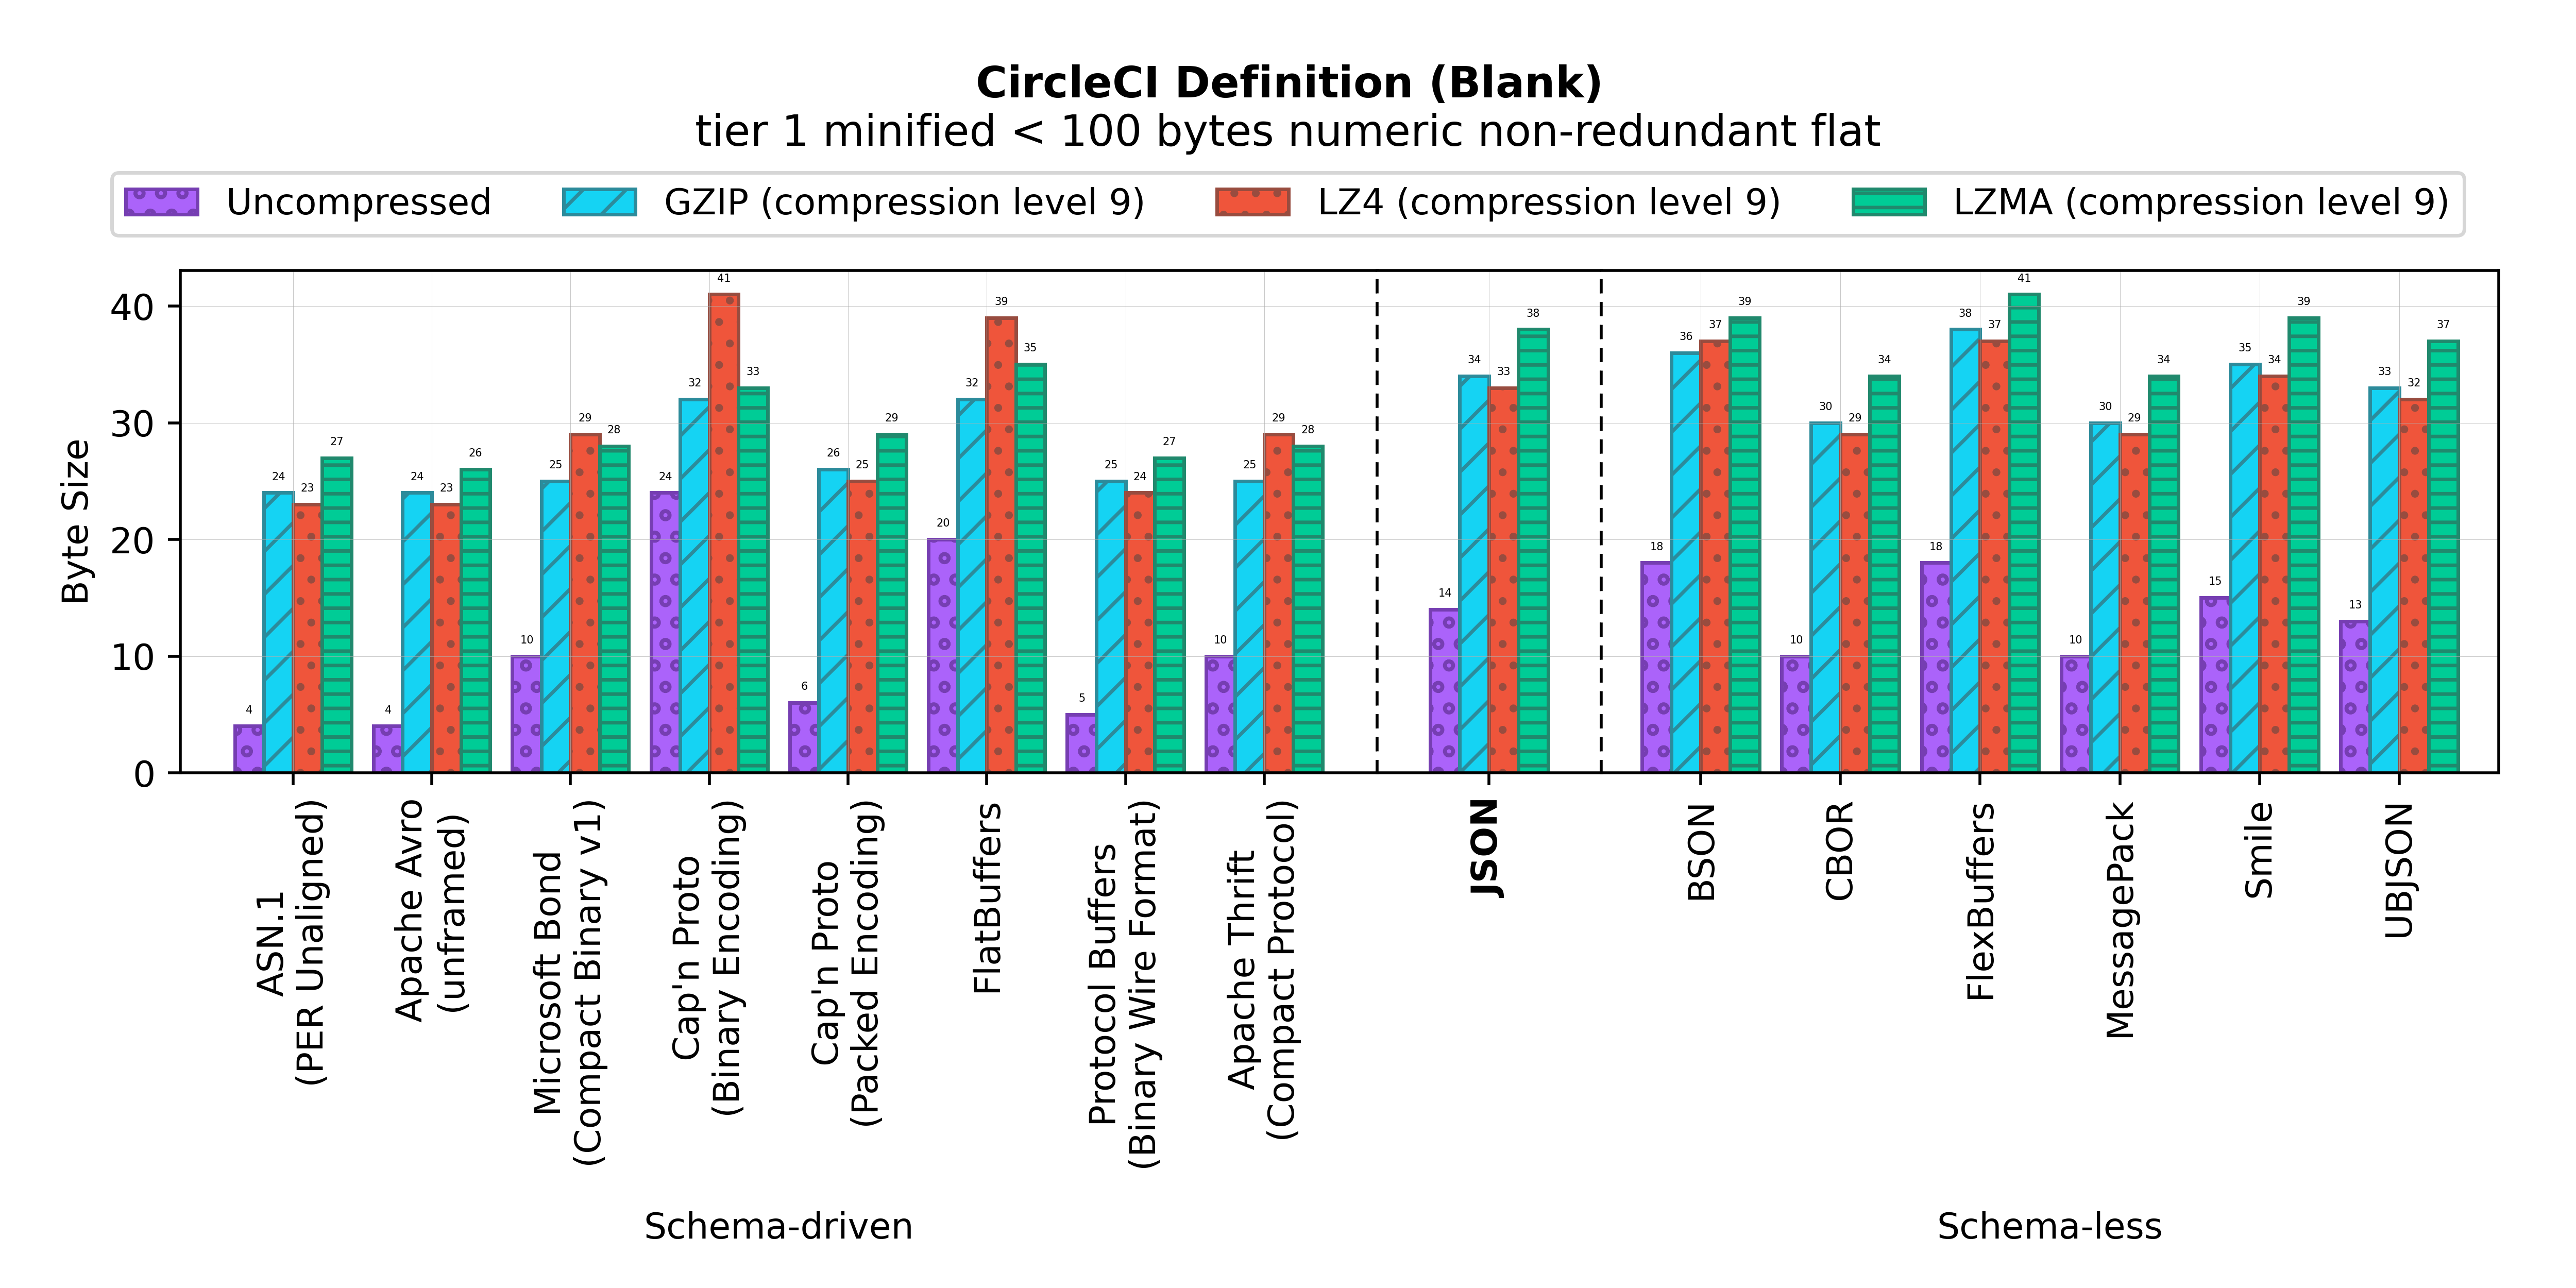 CircleCI Definition (Blank)
tier 1 minified < 100 bytes numeric non-redundant flat
Uncompressed
GZIP (compression level 9)
LZ4 (compression level 9)
LZMA (compression level 9)
Byte Size
40
30
20
10
0
4
24
23
27
4
24
23
26
10
25
29
28
24
32
41
33
6
26
25
29
20
32
39
35
5
25
24
27
10
25
29
28
14
34
33
38
18
36
37
39
10
30
29
34
18
38
37
41
10
30
29
34
15
35
34
39
13
33
32
37
ASN.1
(PER Unaligned)
Apache Avro
(unframed)
Microsoft Bond
(Compact Binary v1)
Cap'n Proto
(Binary Encoding)
Cap'n Proto
(Packed Encoding)
FlatBuffers
Protocol Buffers
(Binary Wire Format)
Apache Thrift
(Compact Protocol)
JSON
BSON
CBOR
FlexBuffers
MessagePack
Smile
UBJSON
Schema-driven
Schema-less